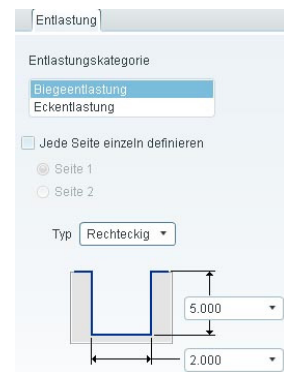 Entlastung
Entlastungskategorie
Biegeentlastung
Eckentlastung
Jede Seite einzeln definieren
Seite 1
Seite 2
Typ Rechteckig
5.000
2.000